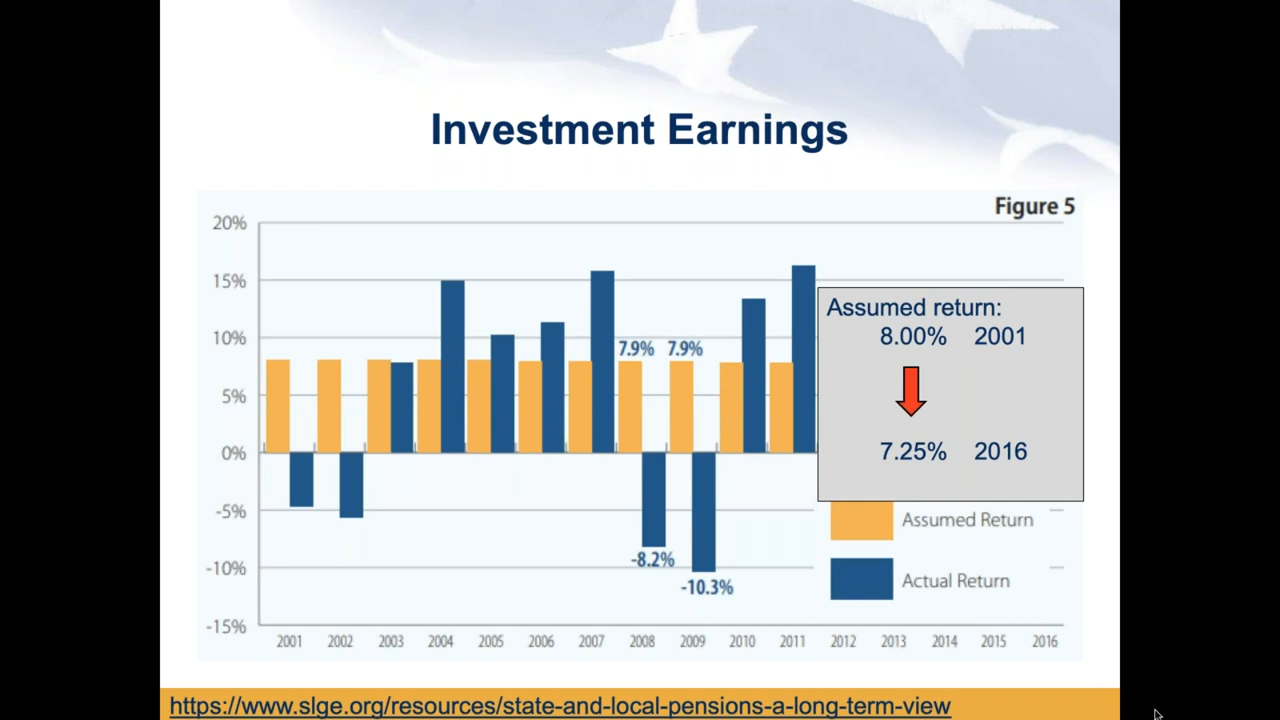 Investment Earnings
Figure 5
20%
15%
10%
5%
0%
-5%
-10%
-15%
7.9% 7.9%
-8.2%
-10.3%
Assumed return:
8.00% 2001
7.25% 2016
Assumed Return
Actual Return
2001 2002 2003 2004 2005 2006 2007 2008 2009 2010 2011 2012 2013 2014 2015 2016
https://www.slge.org/resources/state-and-local-pensions-a-long-term-view